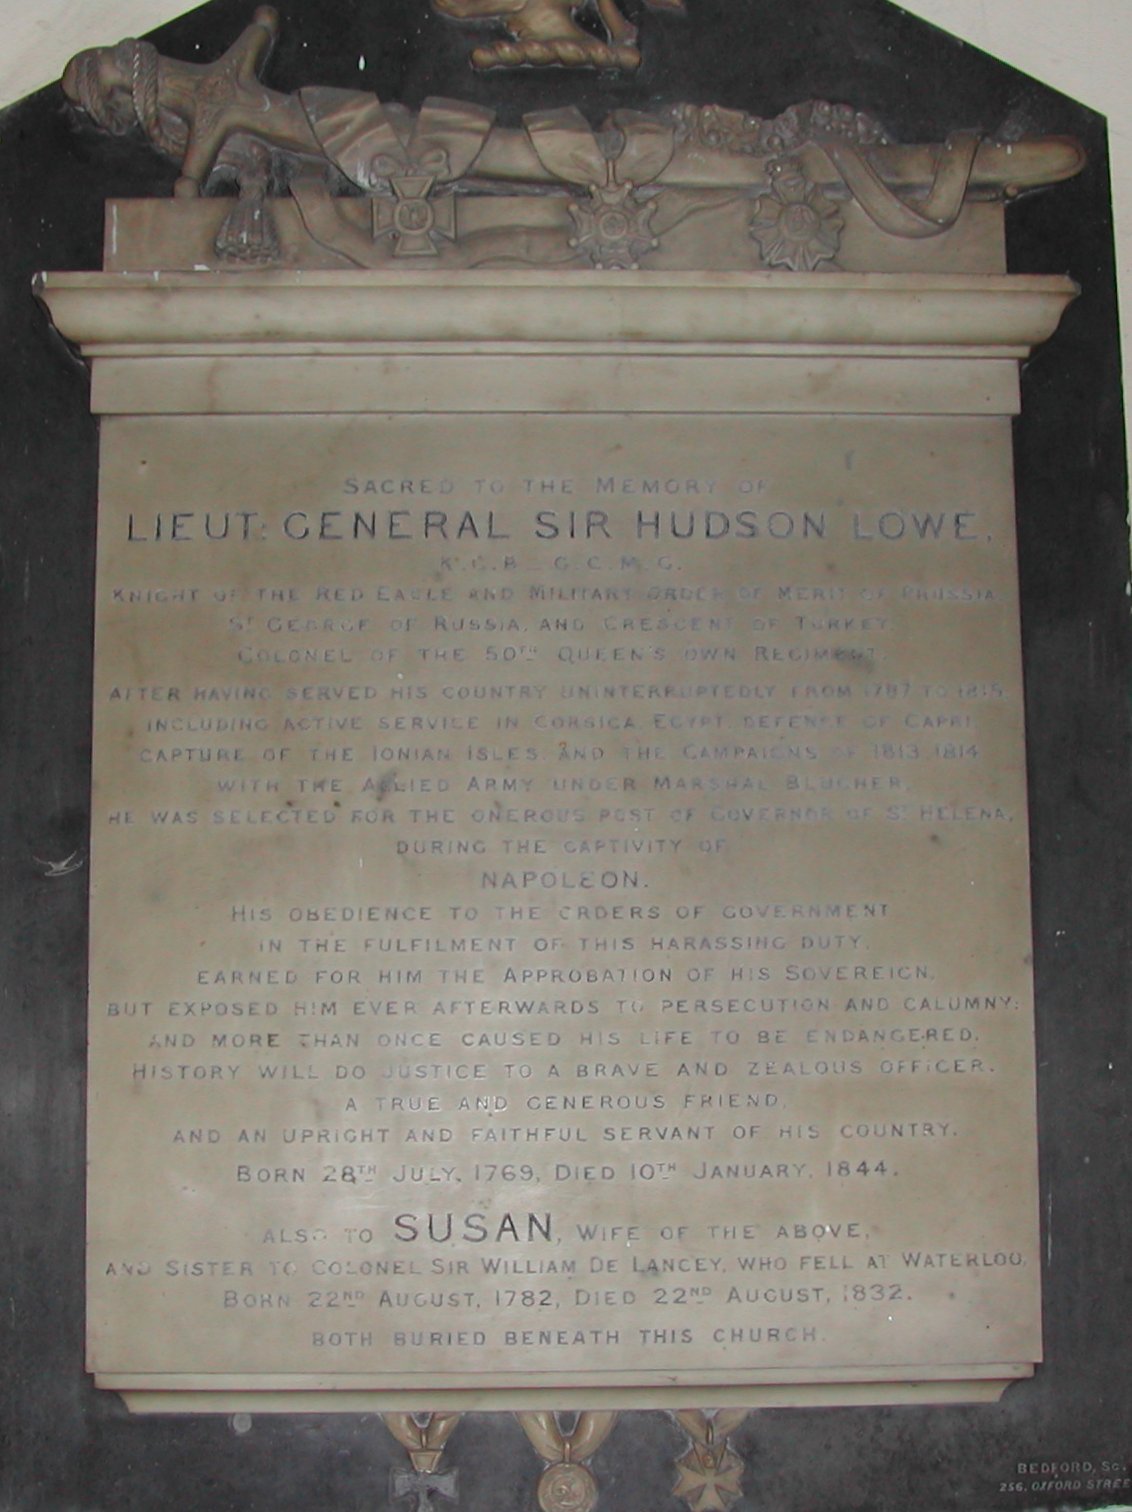 SACRED TO THE MEMORY OF
LIEUT: GENERAL SIR HUDSON LOWE,
K.C.B. G.C.M.G.
KNIGHT OF THE RED EAGLE AND MILITARY ORDER OF MERIT OF PRUSSIA,
ST GEORGE OF RUSSIA, AND CRESCENT OF TURKEY.
COLONEL OF THE 50TH QUEEN'S OWN REGIMENT.
AFTER HAVING SERVED HIS COUNTRY UNINTERRUPTEDLY FROM 1787 TO 1815,
INCLUDING ACTIVE SERVICE IN CORSICA, EGYPT, DEFENSE OF CAPRI,
CAPTURE OF THE IONIAN ISLES, AND THE CAMPAIGNS OF 1813, 1814
WITH THE ALLIED ARMY UNDER MARSHAL BLUCHER,
HE WAS SELECTED FOR THE ONEROUS POST OF GOVERNOR OF ST HELENA,
DURING THE CAPTIVITY OF
NAPOLEON.
HIS OBEDIENCE TO THE ORDERS OF GOVERNMENT
IN THE FULFILMENT OF THIS HARASSING DUTY,
EARNED FOR HIM THE APPROBATION OF HIS SOVEREIGN,
BUT EXPOSED HIM EVER AFTERWARDS TO PERSECUTION AND CALUMNY;
AND MORE THAN ONCE CAUSED HIS LIFE TO BE ENDANGERED.
HISTORY WILL DO JUSTICE TO A BRAVE AND ZEALOUS OFFICER.
A TRUE AND GENEROUS FRIEND,
AND AN UPRIGHT AND FAITHFUL SERVANT OF HIS COUNTRY.
BORN 28TH JULY, 1769, DIED 10TH JANUARY, 1844.
ALSO TO SUSAN, WIFE OF THE ABOVE,
AND SISTER TO COLONEL SIR WILLIAM DE LANCEY, WHO FELL AT WATERLOO,
BORN 22ND AUGUST, 1782, DIED 22ND AUGUST, 1832.
BOTH BURIED BENEATH THIS CHURCH.
BEDFORD, SC.
256, OXFORD STREE